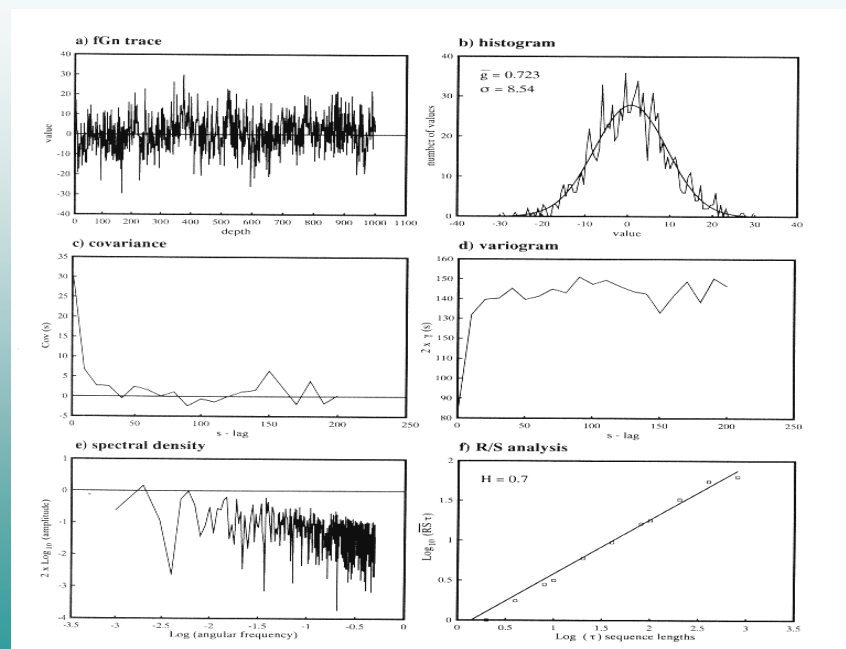 a) fGn trace
40
30
20
10
0
-10
-20
-30
-40
value
0 100 200 300 400 500 600 700 800 900 1000 1100
depth
b) histogram
g = 0.723
σ = 8.54
40
30
20
10
0
number of values
-40 -30 -20 -10 0 10 20 30 40
value
c) covariance
35
30
25
20
15
10
5
0
-5
Cov (s)
0 50 100 150 200 250
s - lag
d) variogram
160
150
140
130
150
110
100
90
80
2 x γ (s)
0 50 100 150 200 250
s - lag
e) spectral density
1
0
-1
-2
-3
-4
2 x Log10 (amplitude)
-3.5 -3 -2.5 -2 -1.5 -1 -0.5 0
Log (angular frequency)
f) R/S analysis
H = 0.7
2
1.5
1
0.5
0
Log10 (RS τ)
0 0.5 1 1.5 2 2.5 3 3.5
Log (τ) sequence lengths